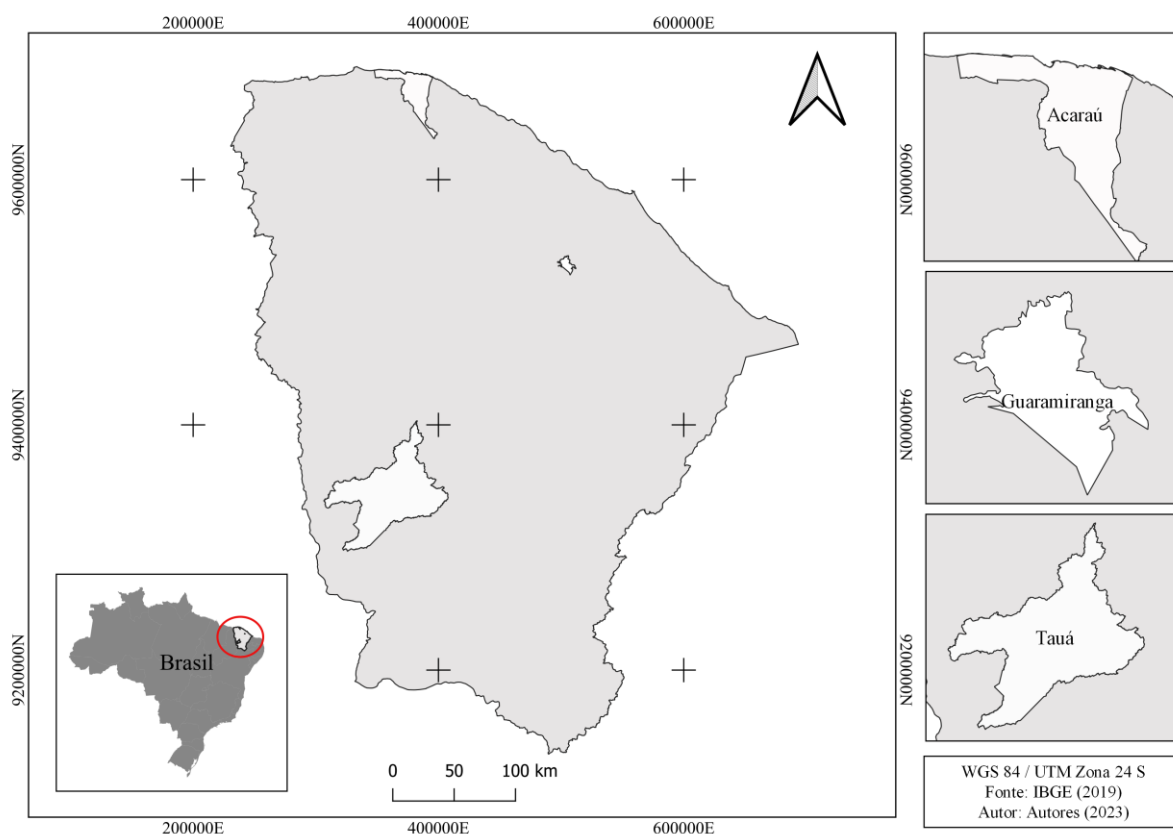 200000E
400000E
600000E
9600000N
9400000N
9200000N
9600000N
9400000N
9200000N
Acaraú
Guaramiranga
Tauá
Brasil
0 50 100 km
200000E
400000E
600000E
WGS 84 / UTM Zona 24 S
Fonte: IBGE (2019)
Autor: Autores (2023)